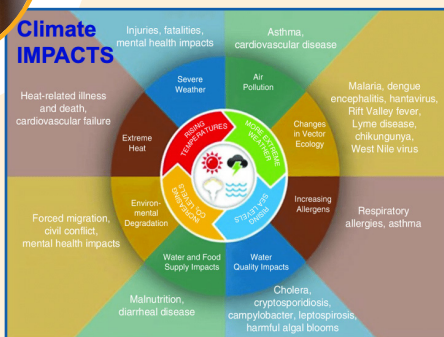 Climate
IMPACTS
Injuries, fatalities,
mental health impacts
Asthma,
cardiovascular disease
Heat-related illness
and death,
cardiovascular failure
Malaria, dengue
encephalitis, hantavirus,
Rift Valley fever,
Lyme disease,
chikungunya,
West Nile virus
Severe
Weather
Air
Pollution
Extreme
Heat
Changes
in Vector
Ecology
RISING
TEMPERATURES
MORE EXTREME
WEATHER
Environ-
mental
Degradation
Increasing
Allergens
INCREASING
CO2 LEVELS
RISING
SEA LEVELS
Forced migration,
civil conflict,
mental health impacts
Respiratory
allergies, asthma
Water and Food
Supply Impacts
Water
Quality Impacts
Malnutrition,
diarrheal disease
Cholera,
cryptosporidiosis,
campylobacter, leptospirosis,
harmful algal blooms